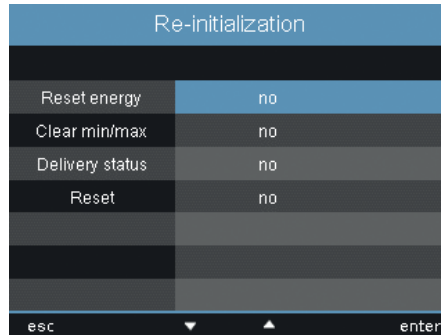 Re-initialization
Reset energy no
Clear min/max no
Delivery status no
Reset no
esc enter